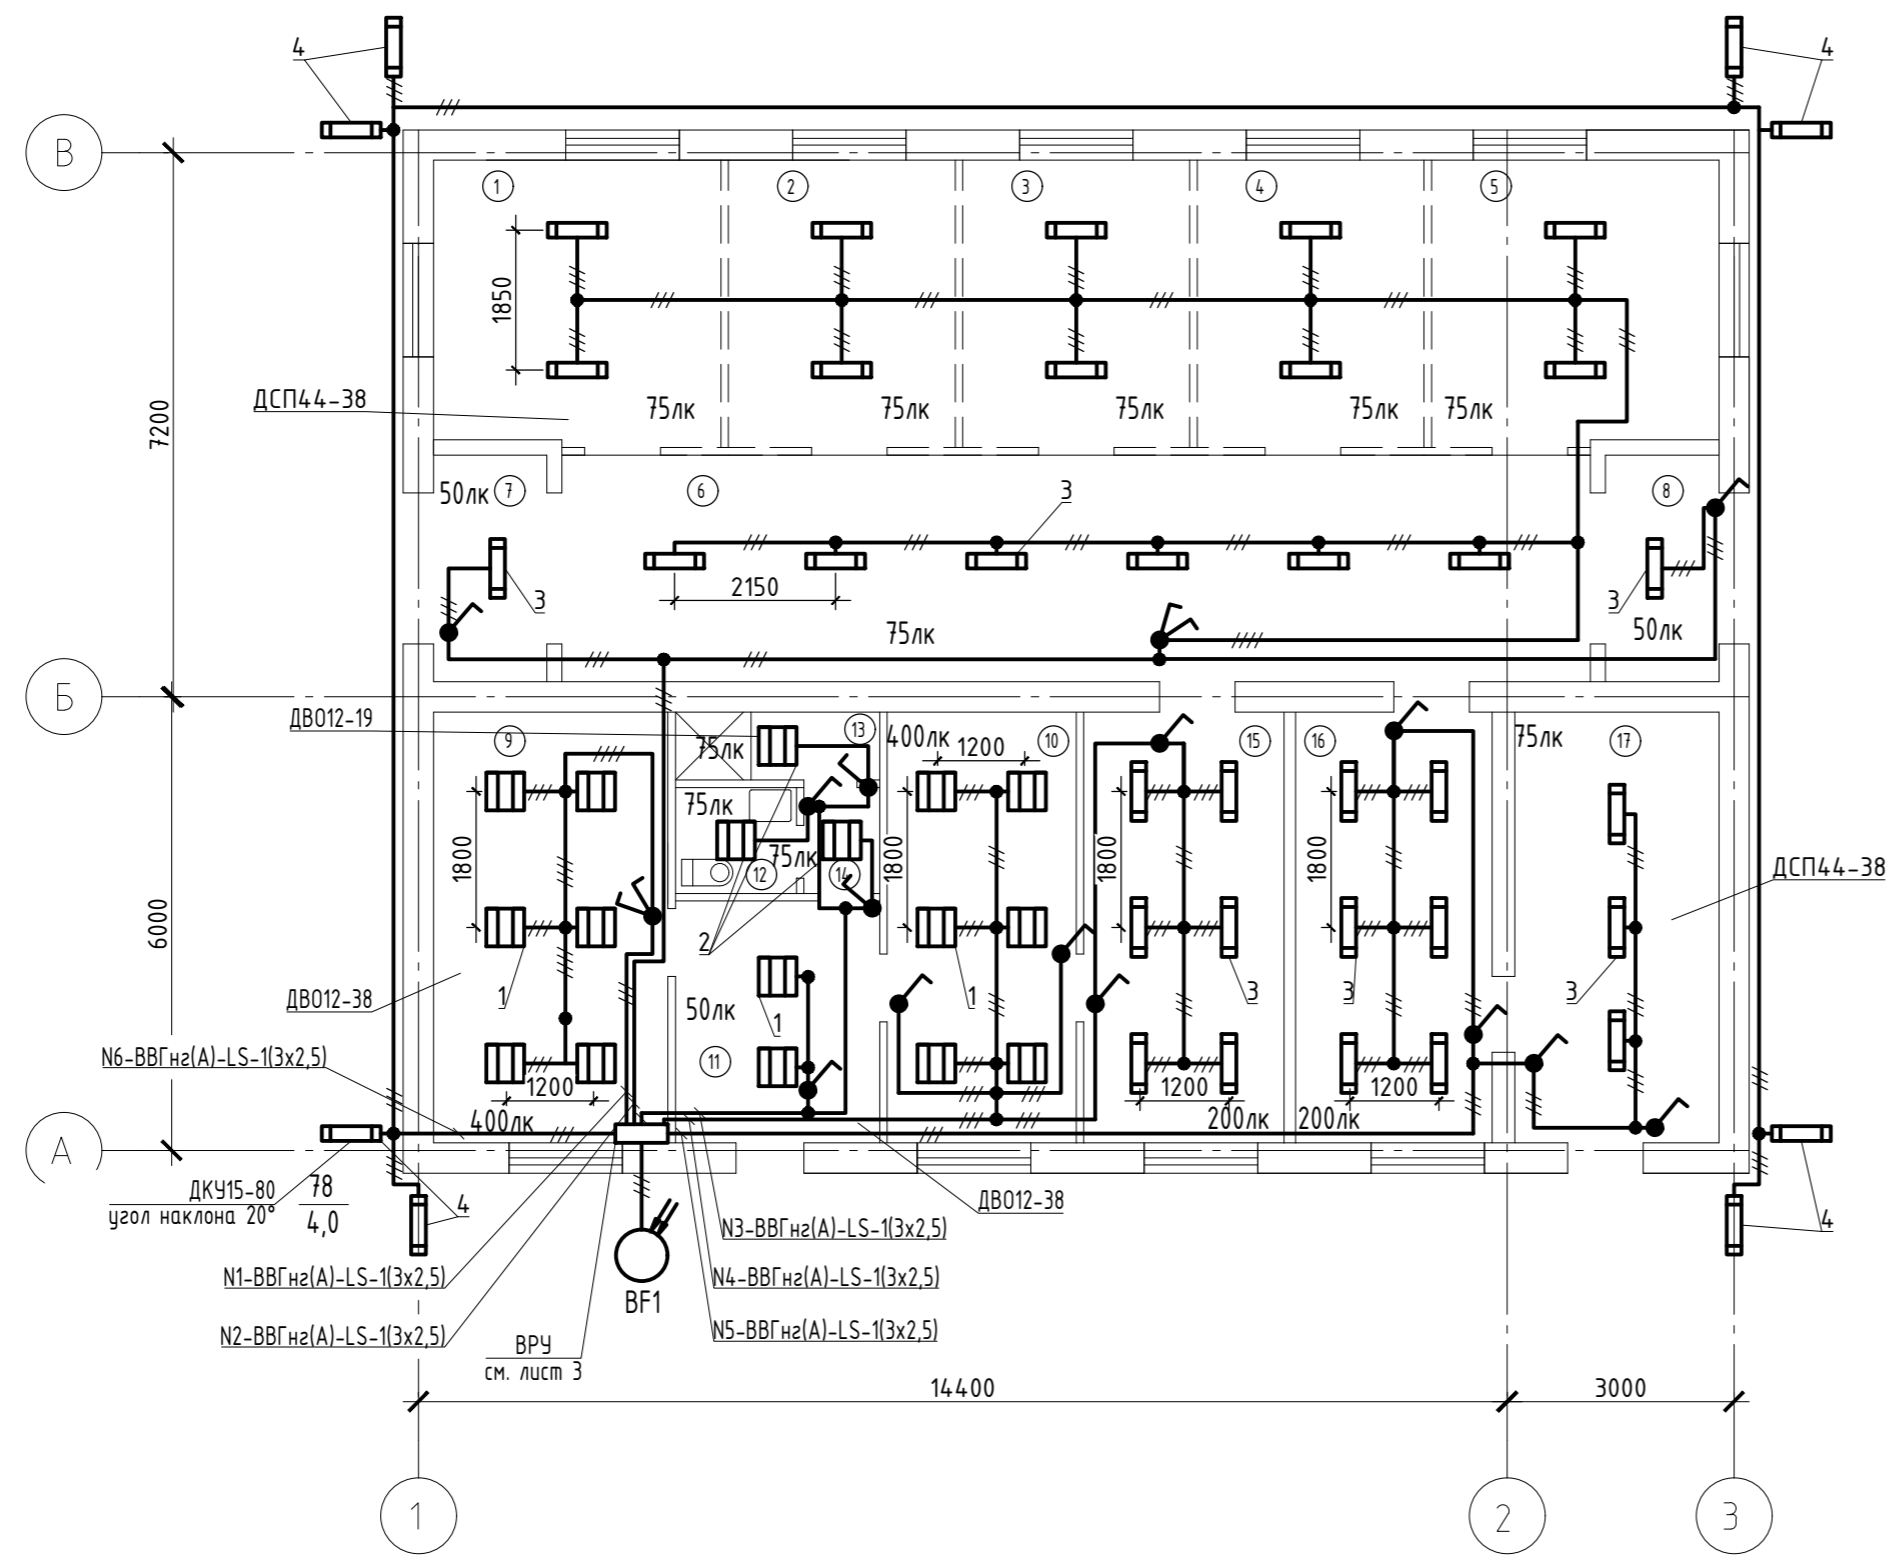 4
4
В
1
2
3
4
5
1850
ДСП44-38
75лк
75лк
75лк
75лк
75лк
7200
50лк
7
6
3
8
3
2150
3
75лк
50лк
Б
ДВО12-19
9
75лк
13
400лк
1200
10
15
16
75лк
17
75лк
1800
75лк
12
14
1800
1800
1800
ДСП44-38
6000
2
ДВО12-38
1
50лк
1
1
3
3
3
11
N6-ВВГнг(А)-LS-1(3х2,5)
1200
1200
1200
400лк
200лк
200лк
А
ДКУ15-80
угол наклона 20°
78
4,0
4
ДВО12-38
4
N3-ВВГнг(А)-LS-1(3х2,5)
N1-ВВГнг(А)-LS-1(3х2,5)
N4-ВВГнг(А)-LS-1(3х2,5)
BF1
N2-ВВГнг(А)-LS-1(3х2,5)
N5-ВВГнг(А)-LS-1(3х2,5)
ВРУ
см. лист 3
14400
3000
1
2
3